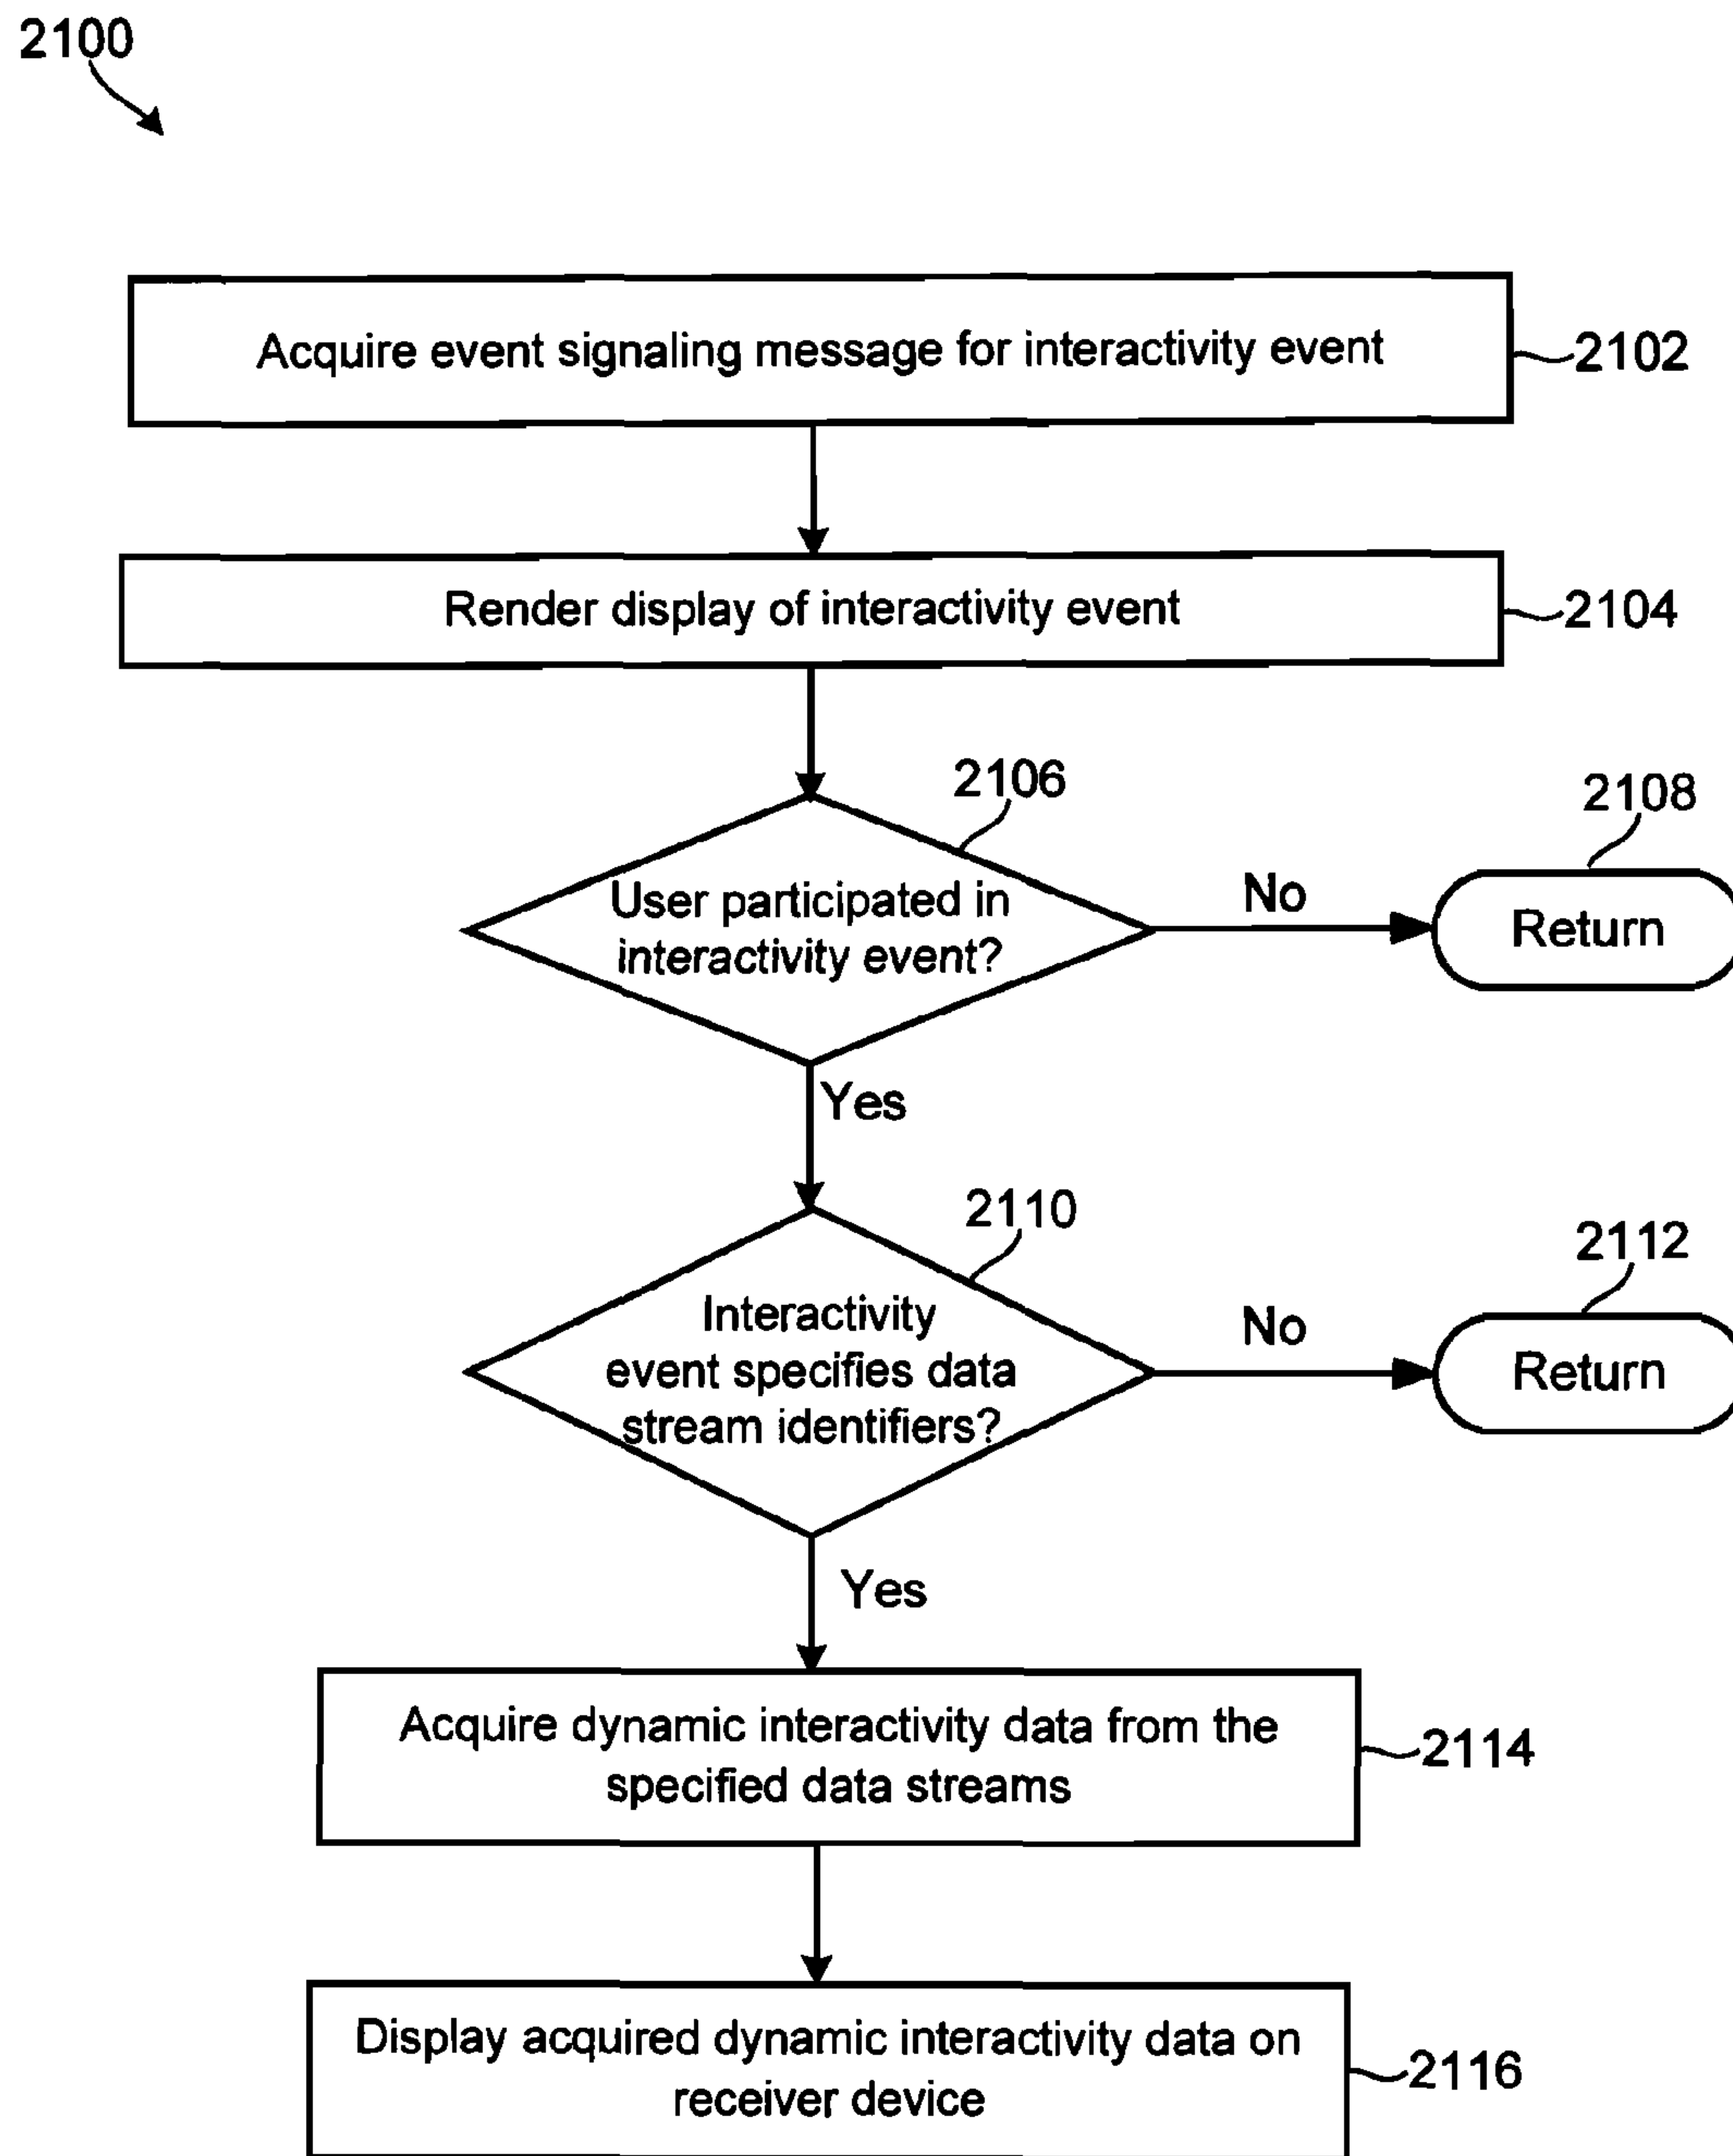 2100
Acquire event signaling message for interactivity event
2102
Render display of interactivity event
2104
2106
User participated in
interactivity event?
No
2108
Return
Yes
2110
Interactivity
event specifies data
stream identifiers?
No
2112
Return
Yes
Acquire dynamic interactivity data from the
specified data streams
2114
Display acquired dynamic interactivity data on
receiver device
2116